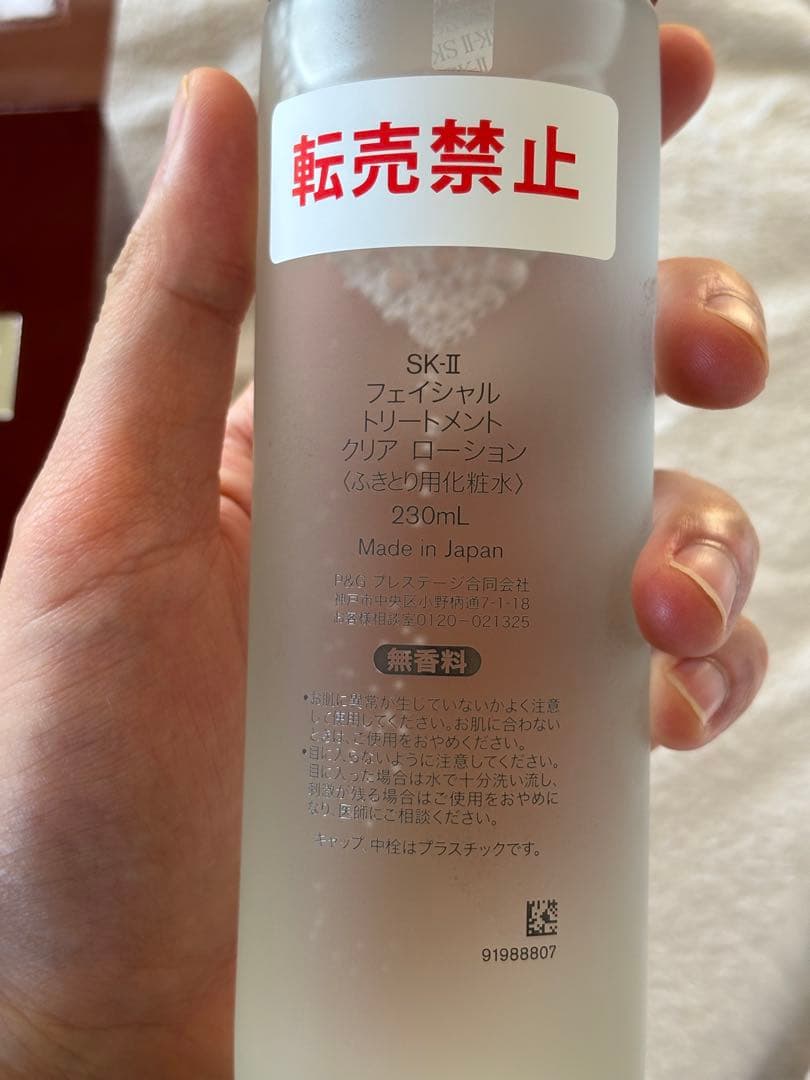 SK-II SK
転売禁止
SK-II
フェイシャル
トリートメント
クリア ローション
〈ふきとり用化粧水〉
230mL
Made in Japan
P&G プレステージ合同会社
神戸市中央区小野柄通7-1-18
お客様相談室0120-021325
無香料
•お肌に異常が生じていないかよく注意
して使用してください。お肌に合わない
ときは、ご使用をおやめください。
•目に入らないように注意してください。
目に入った場合は水で十分洗い流し、
刺激が残る場合はご使用をおやめに
なり、医師にご相談ください。
キャップ、中栓はプラスチックです。
91988807